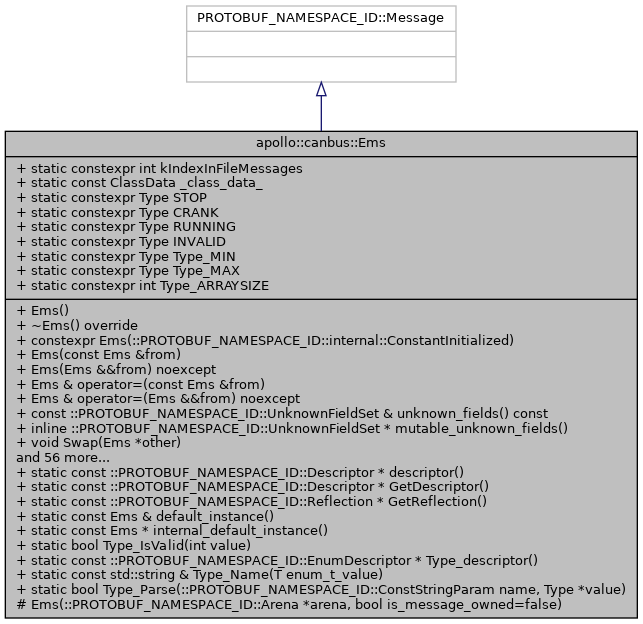 PROTOBUF_NAMESPACE_ID::Message
apollo::canbus::Ems
+ static constexpr int kIndexInFileMessages
+ static const ClassData _class_data_
+ static constexpr Type STOP
+ static constexpr Type CRANK
+ static constexpr Type RUNNING
+ static constexpr Type INVALID
+ static constexpr Type Type_MIN
+ static constexpr Type Type_MAX
+ static constexpr int Type_ARRAYSIZE
+ Ems()
+ ~Ems() override
+ constexpr Ems(::PROTOBUF_NAMESPACE_ID::internal::ConstantInitialized)
+ Ems(const Ems &from)
+ Ems(Ems &&from) noexcept
+ Ems & operator=(const Ems &from)
+ Ems & operator=(Ems &&from) noexcept
+ const ::PROTOBUF_NAMESPACE_ID::UnknownFieldSet & unknown_fields() const
+ inline ::PROTOBUF_NAMESPACE_ID::UnknownFieldSet * mutable_unknown_fields()
+ void Swap(Ems *other)
and 56 more...
+ static const ::PROTOBUF_NAMESPACE_ID::Descriptor * descriptor()
+ static const ::PROTOBUF_NAMESPACE_ID::Descriptor * GetDescriptor()
+ static const ::PROTOBUF_NAMESPACE_ID::Reflection * GetReflection()
+ static const Ems & default_instance()
+ static const Ems * internal_default_instance()
+ static bool Type_IsValid(int value)
+ static const ::PROTOBUF_NAMESPACE_ID::EnumDescriptor * Type_descriptor()
+ static const std::string & Type_Name(T enum_t_value)
+ static bool Type_Parse(::PROTOBUF_NAMESPACE_ID::ConstStringParam name, Type *value)
# Ems(::PROTOBUF_NAMESPACE_ID::Arena *arena, bool is_message_owned=false)